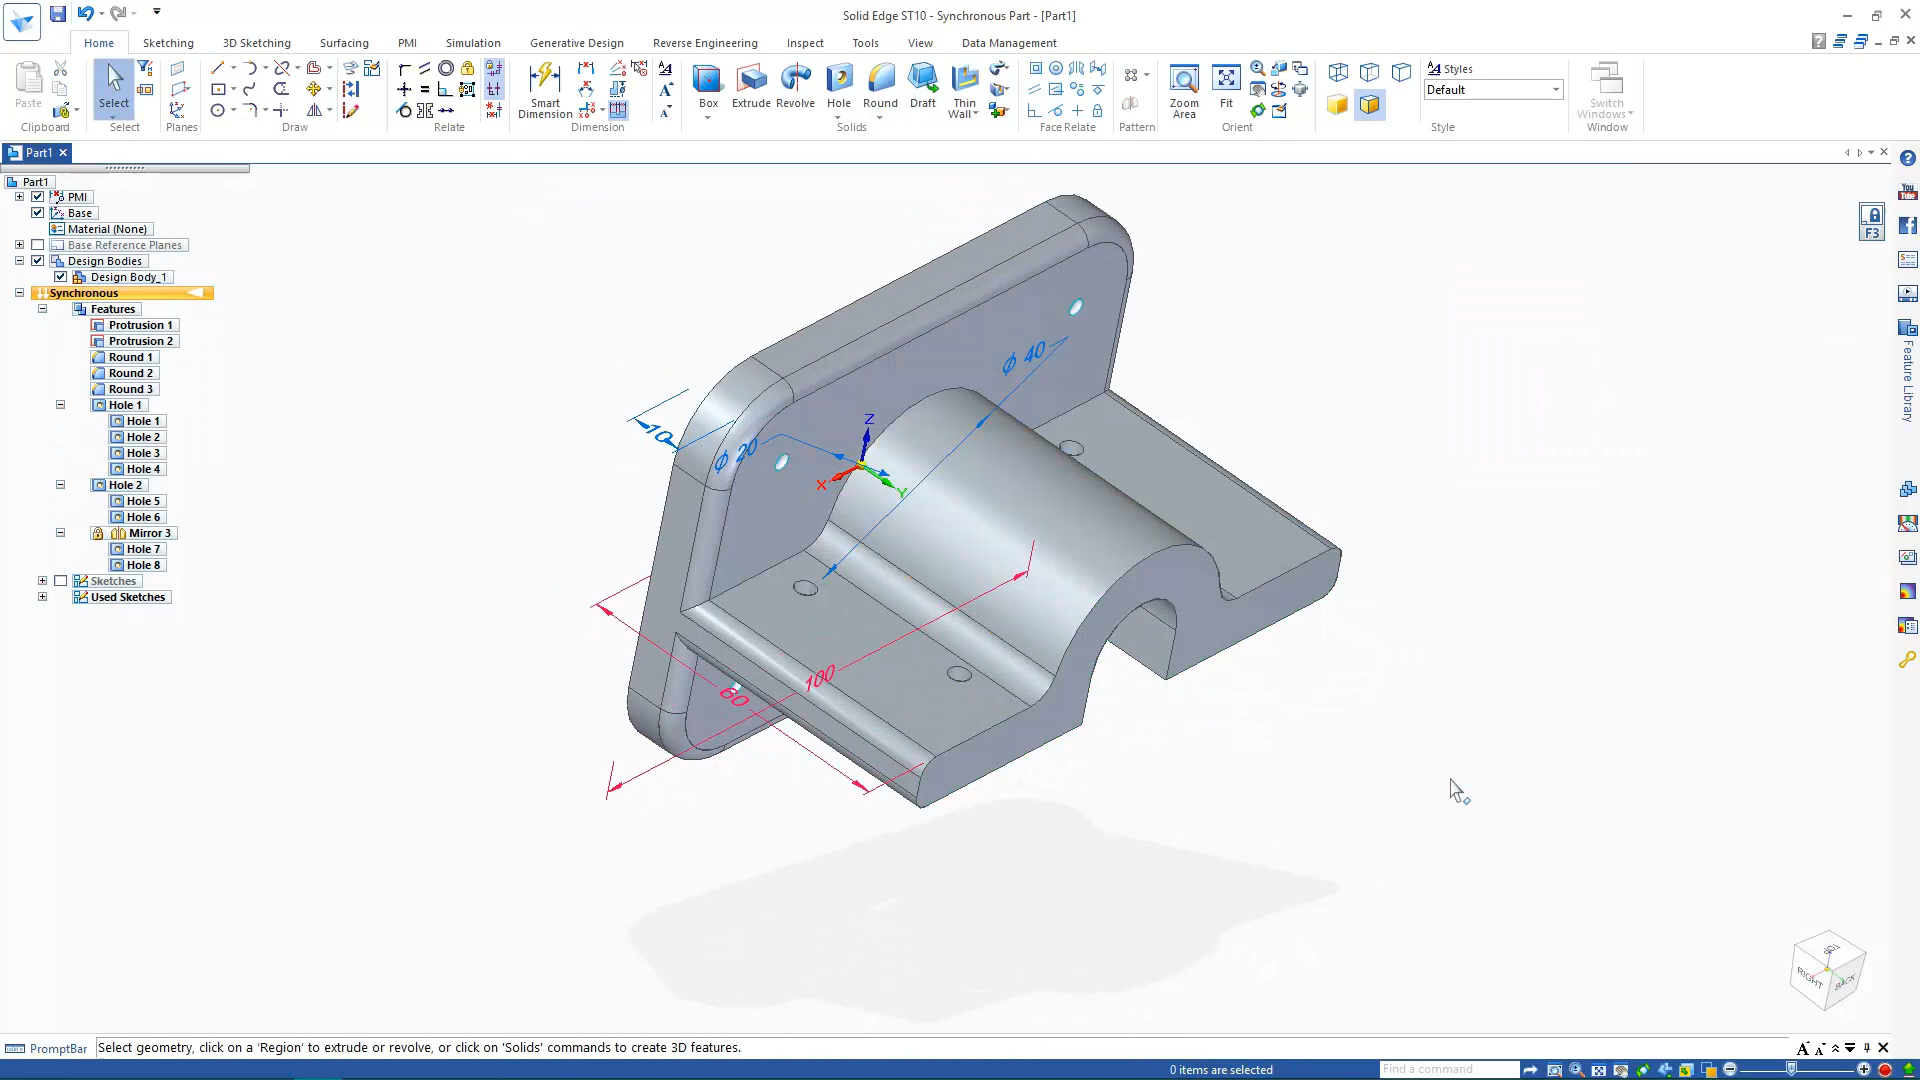 Solid Edge ST10 - Synchronous Part - [Part1]
Home
Sketching
3D Sketching
Surfacing
PMI
Simulation
Generative Design
Reverse Engineering
Inspect
Tools
View
Data Management
Paste
Clipboard
Select
Select
Planes
Draw
Relate
Smart
Dimension
Dimension
Box
Extrude
Revolve
Hole
Round
Draft
Thin
Wall
Solids
Face Relate
Pattern
Zoom
Area
Fit
Orient
Styles
Default
Style
Switch
Windows
Window
Part1
Part1
PMI
Base
Material (None)
Base Reference Planes
Design Bodies
Design Body_1
Synchronous
Features
Protrusion 1
Protrusion 2
Round 1
Round 2
Round 3
Hole 1
Hole 1
Hole 2
Hole 3
Hole 4
Hole 2
Hole 5
Hole 6
Mirror 3
Hole 7
Hole 8
Sketches
Used Sketches
ϕ 40
10
ϕ 20
Z
X
Y
100
60
F3
You
Tube
Feature Library
TOP
RIGHT
BACK
PromptBar
Select geometry, click on a 'Region' to extrude or revolve, or click on 'Solids' commands to create 3D features.
0 items are selected
Find a command